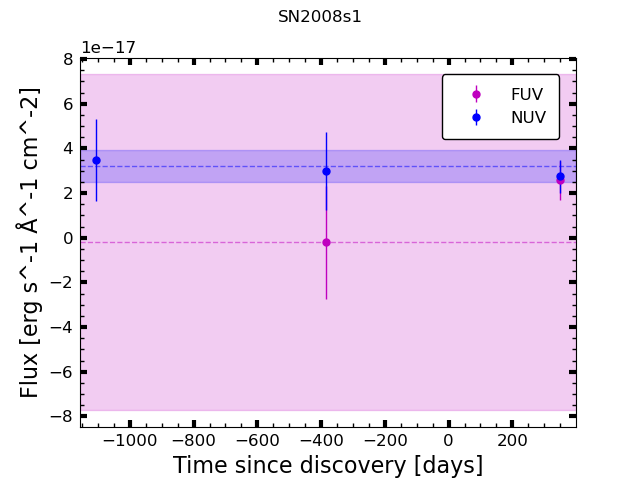 SN2008s1
1e−17
8
6
4
2
0
−2
−4
−6
−8
Flux [erg s^-1 Å^-1 cm^-2]
FUV
NUV
−1000 −800 −600 −400 −200 0 200
Time since discovery [days]